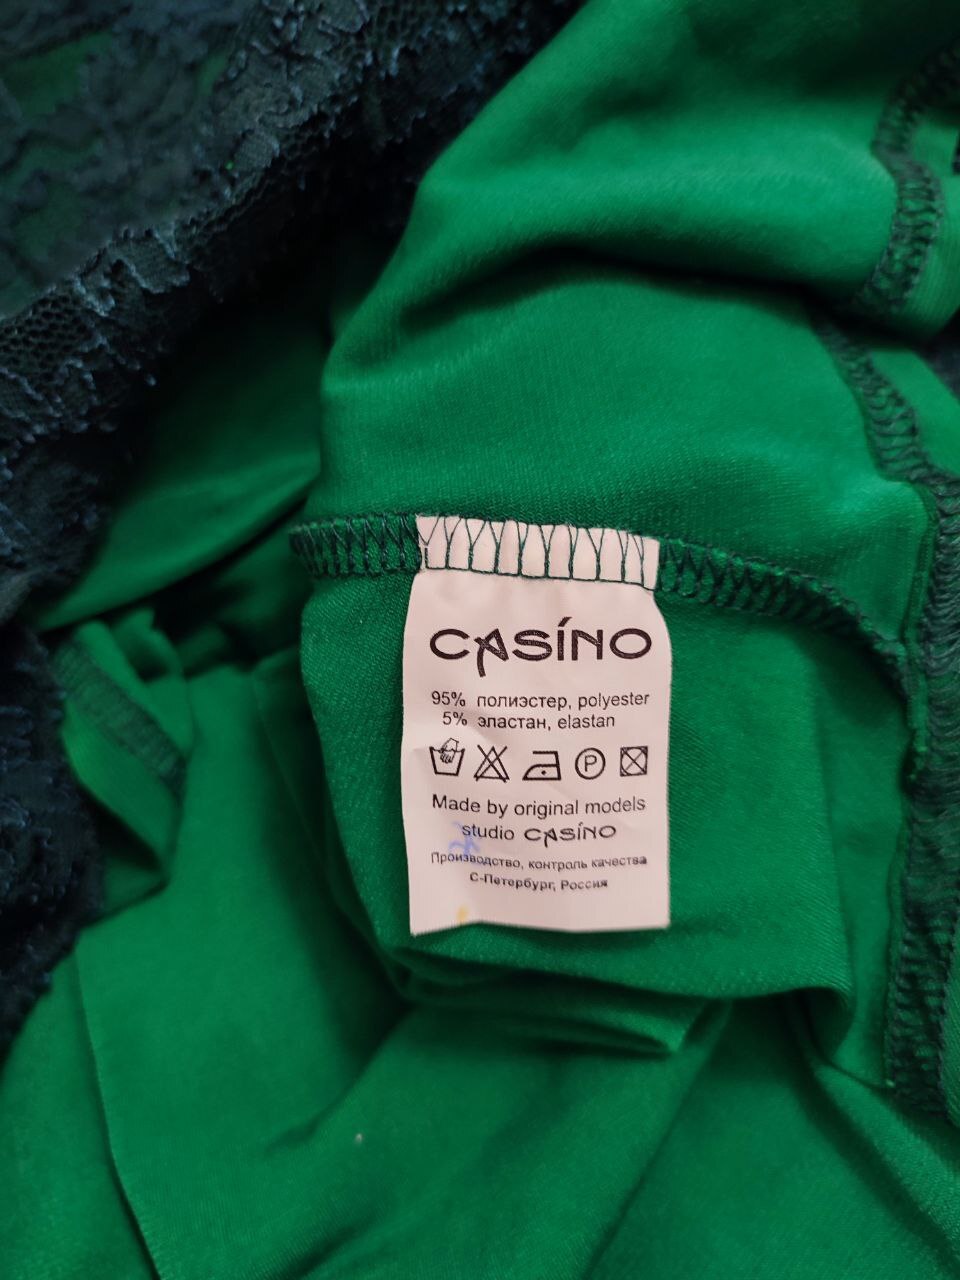 CASÍNO
95% полиэстер, polyester
5% эластан, elastan
P
Made by original models
studio CASÍNO
Производство, контроль качества
С-Петербург, Россия